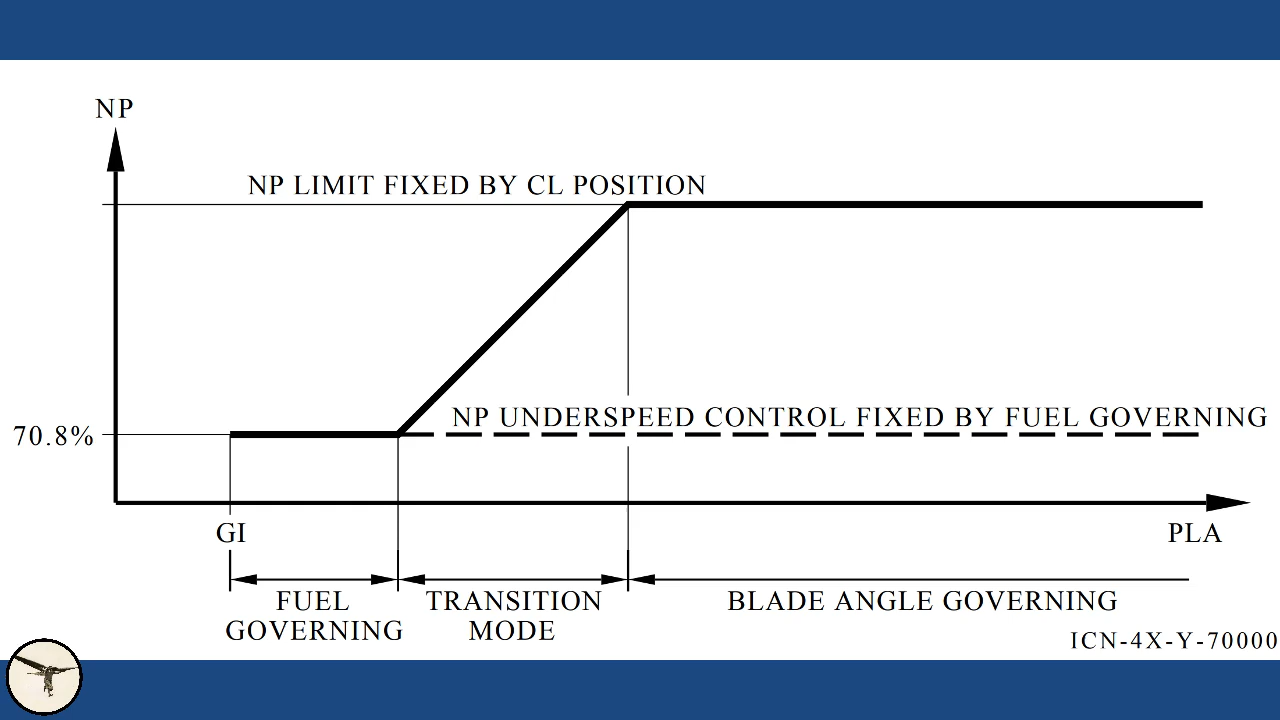 NP
NP LIMIT FIXED BY CL POSITION
NP UNDERSPEED CONTROL FIXED BY FUEL GOVERNING
70.8%
GI
PLA
FUEL
GOVERNING
TRANSITION
MODE
BLADE ANGLE GOVERNING
ICN-4X-Y-70000